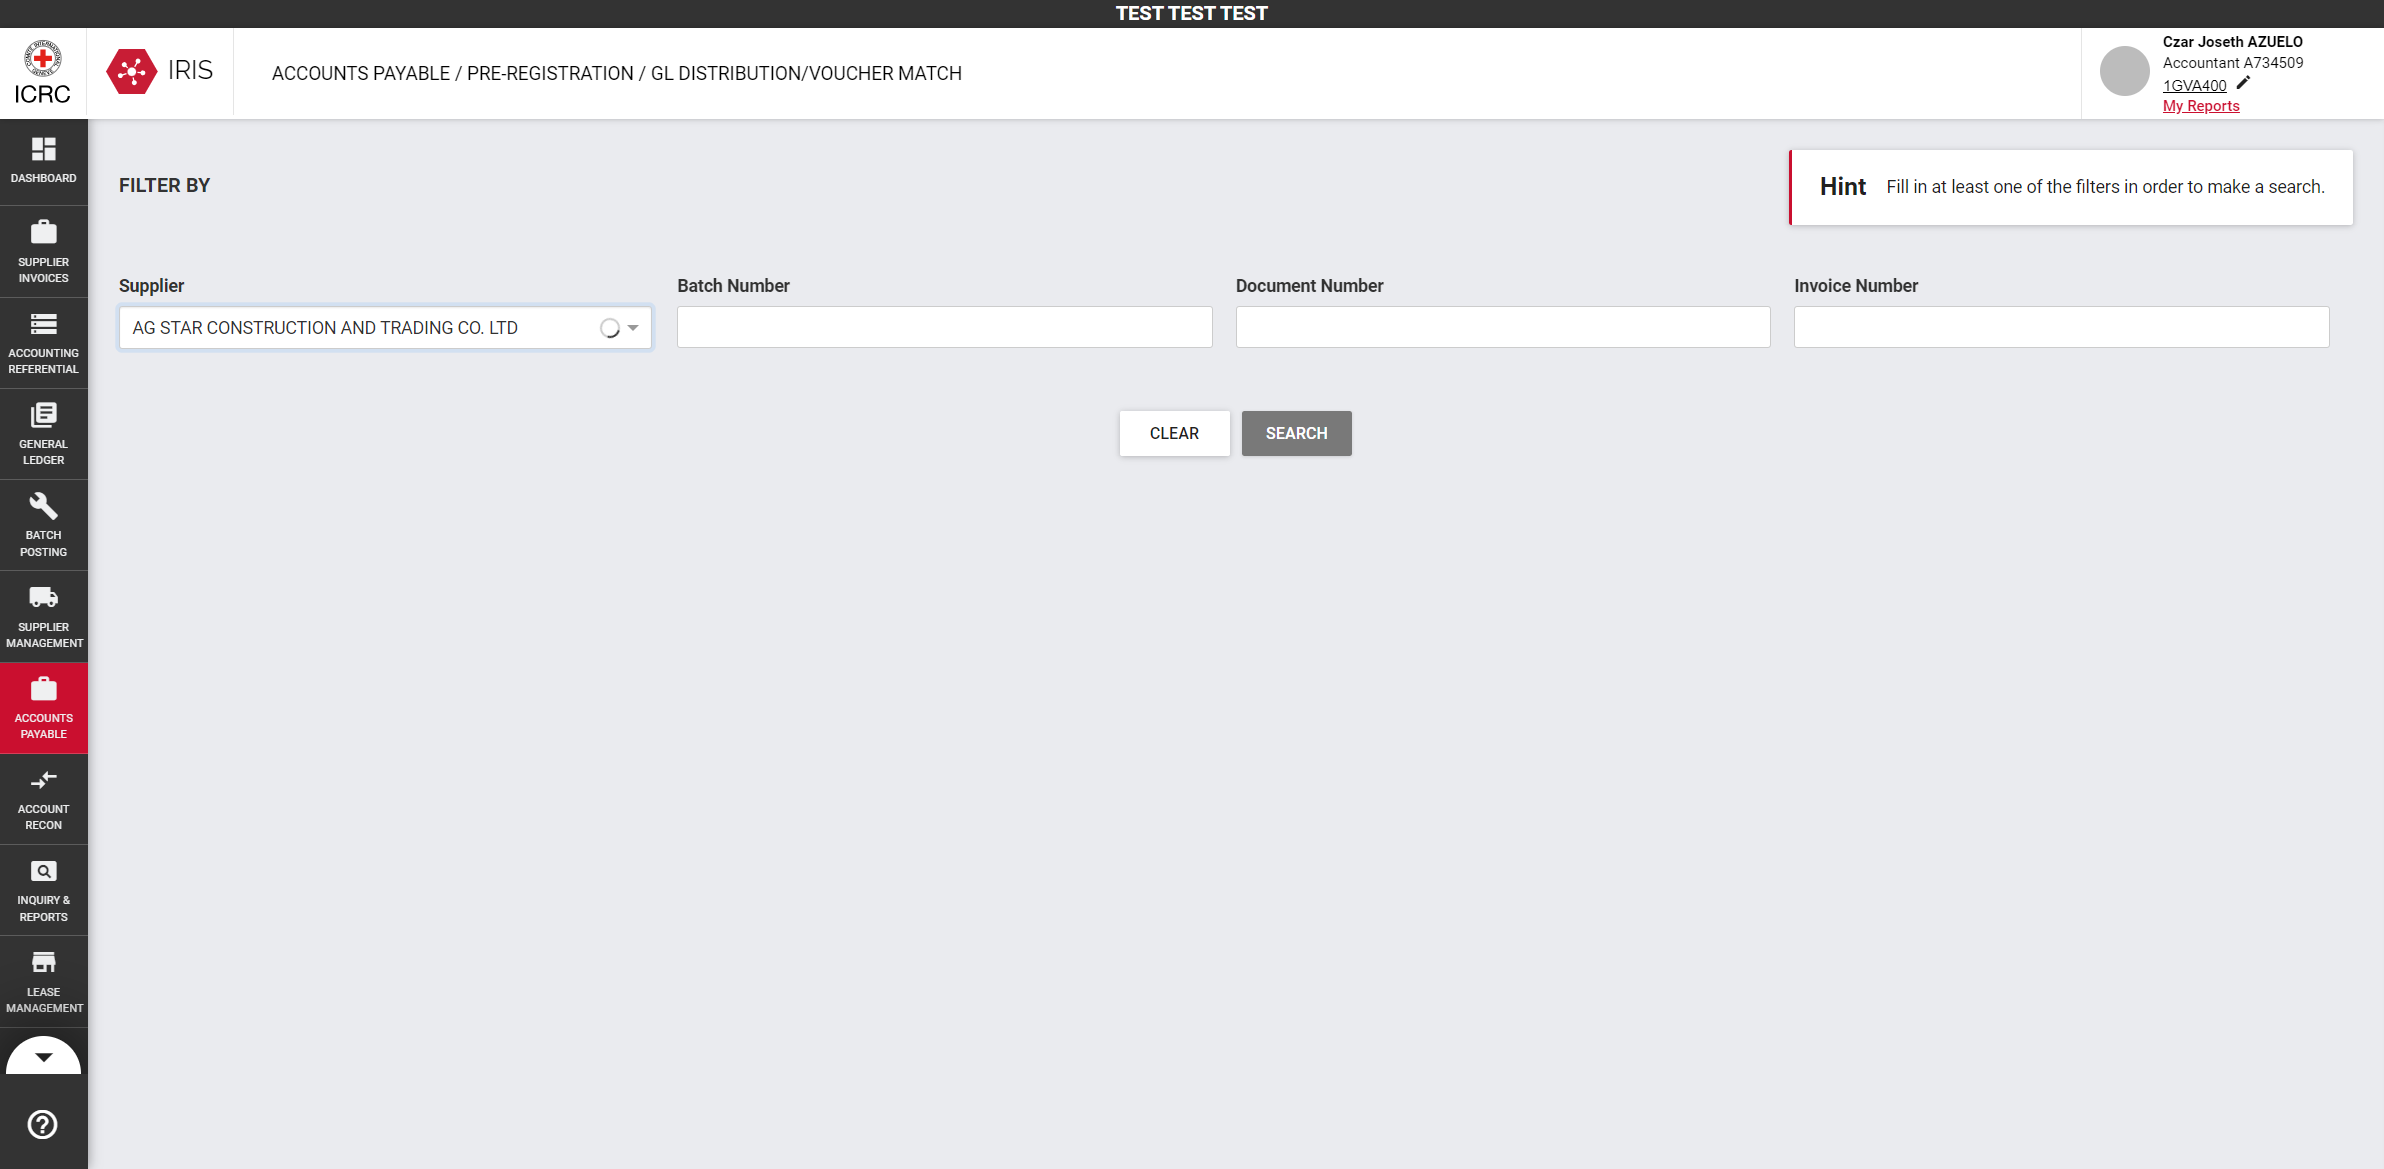 TEST TEST TEST
ICRC
IRIS
ACCOUNTS PAYABLE / PRE-REGISTRATION / GL DISTRIBUTION/VOUCHER MATCH
Czar Joseth AZUELO
Accountant A734509
1GVA400
My Reports
DASHBOARD
SUPPLIER
INVOICES
ACCOUNTING
REFERENTIAL
GENERAL
LEDGER
BATCH
POSTING
SUPPLIER
MANAGEMENT
ACCOUNTS
PAYABLE
ACCOUNT
RECON
INQUIRY &
REPORTS
LEASE
MANAGEMENT
FILTER BY
Hint Fill in at least one of the filters in order to make a search.
Supplier
AG STAR CONSTRUCTION AND TRADING CO. LTD
Batch Number
Document Number
Invoice Number
CLEAR
SEARCH